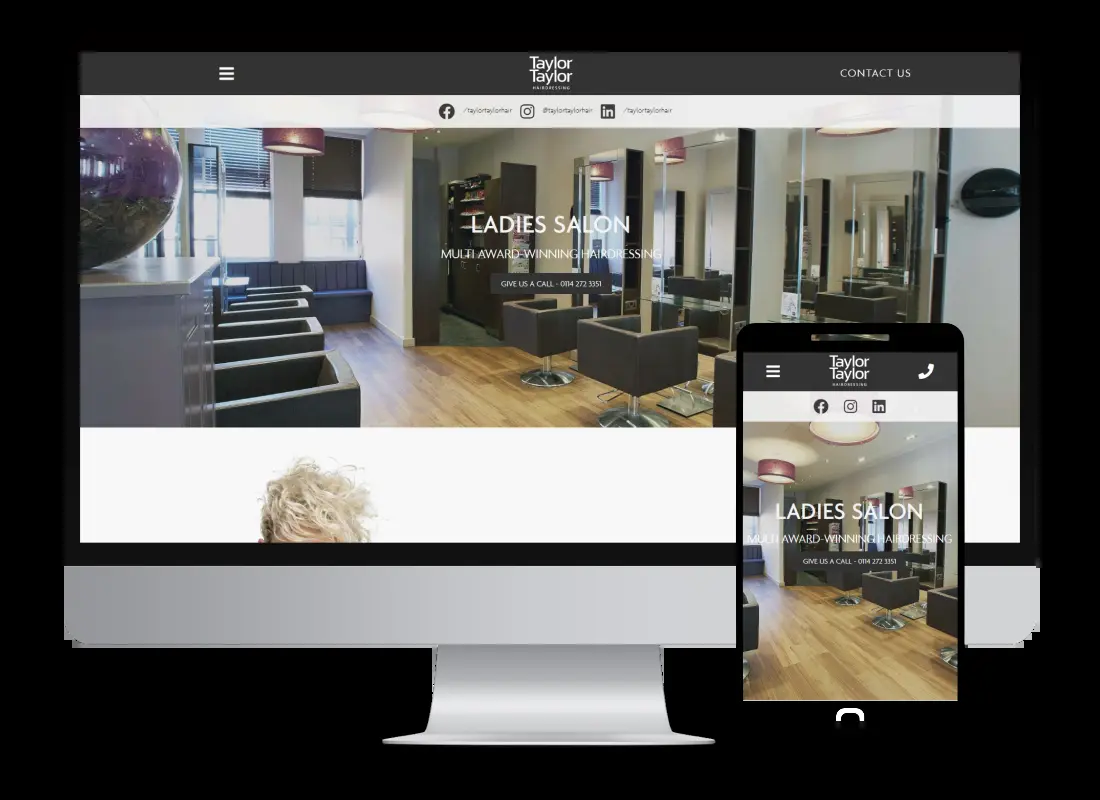 Taylor
Taylor
HAIRDRESSING
CONTACT US
/taylortaylorhair @taylortaylorhair /taylortaylorhair
LADIES SALON
MULTI AWARD-WINNING HAIRDRESSING
GIVE US A CALL - 0114 272 3351
Taylor
Taylor
HAIRDRESSING
LADIES SALON
MULTI AWARD-WINNING HAIRDRESSING
GIVE US A CALL - 0114 272 3351